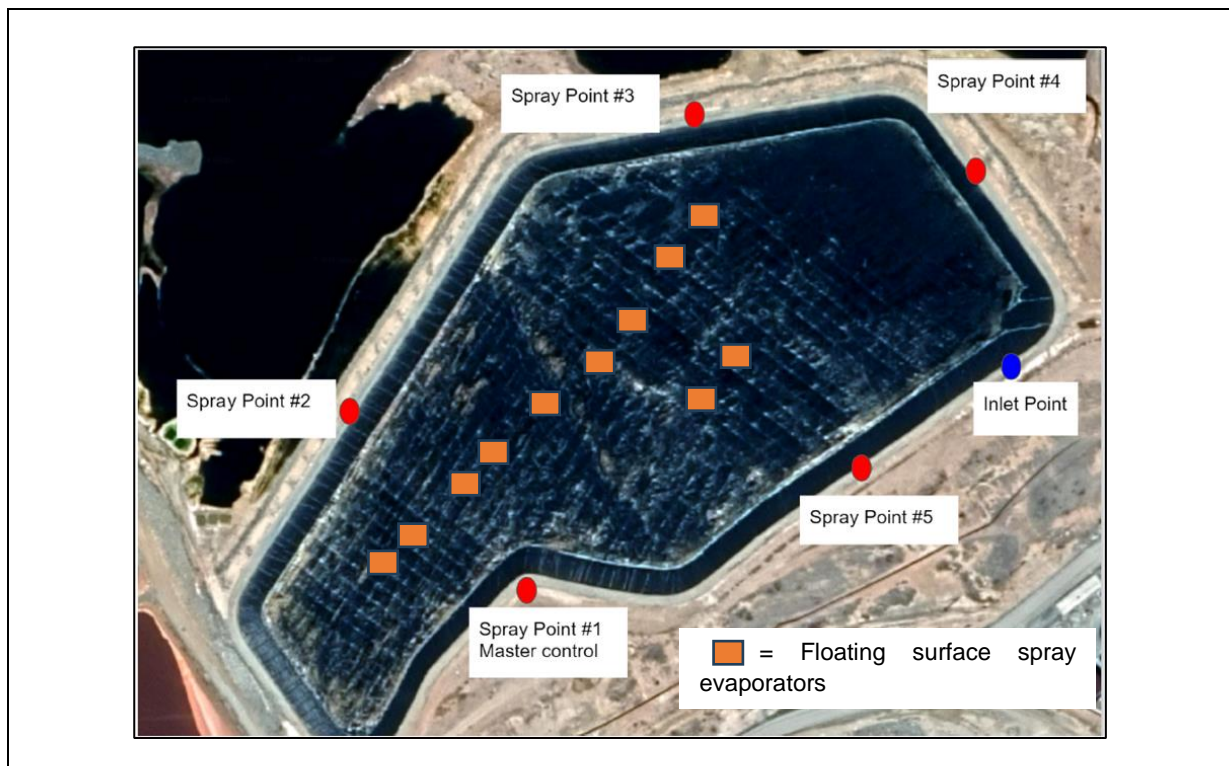 Spray Point #3
Spray Point #4
Spray Point #2
Inlet Point
Spray Point #5
Spray Point #1
Master control
= Floating surface spray
evaporators